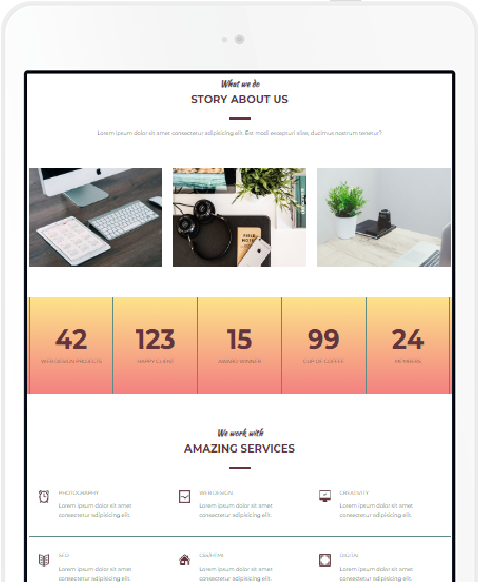 What we do
STORY ABOUT US
Lorem ipsum dolor sit amet consectetur adipisicing elit. Est modi excepturi sine, ducimus nostrum tenetur?
FIELD
NOTES
42 123 15 99 24
WEB DESIGN PROJECTS HAPPY CLIENT AWARD WINNER CUP OF COFFEE MEMBERS
We work with
AMAZING SERVICES
PHOTOGRAPHY WEB DESIGN CREATIVITY
Lorem ipsum dolor sit amet Lorem ipsum dolor sit amet Lorem ipsum dolor sit amet
consectetur adipisicing elit. consectetur adipisicing elit. consectetur adipisicing elit.
SEO CSS/HTML DIGITAL
Lorem ipsum dolor sit amet Lorem ipsum dolor sit amet Lorem ipsum dolor sit amet
consectetur adipisicing elit. consectetur adipisicing elit. consectetur adipisicing elit.